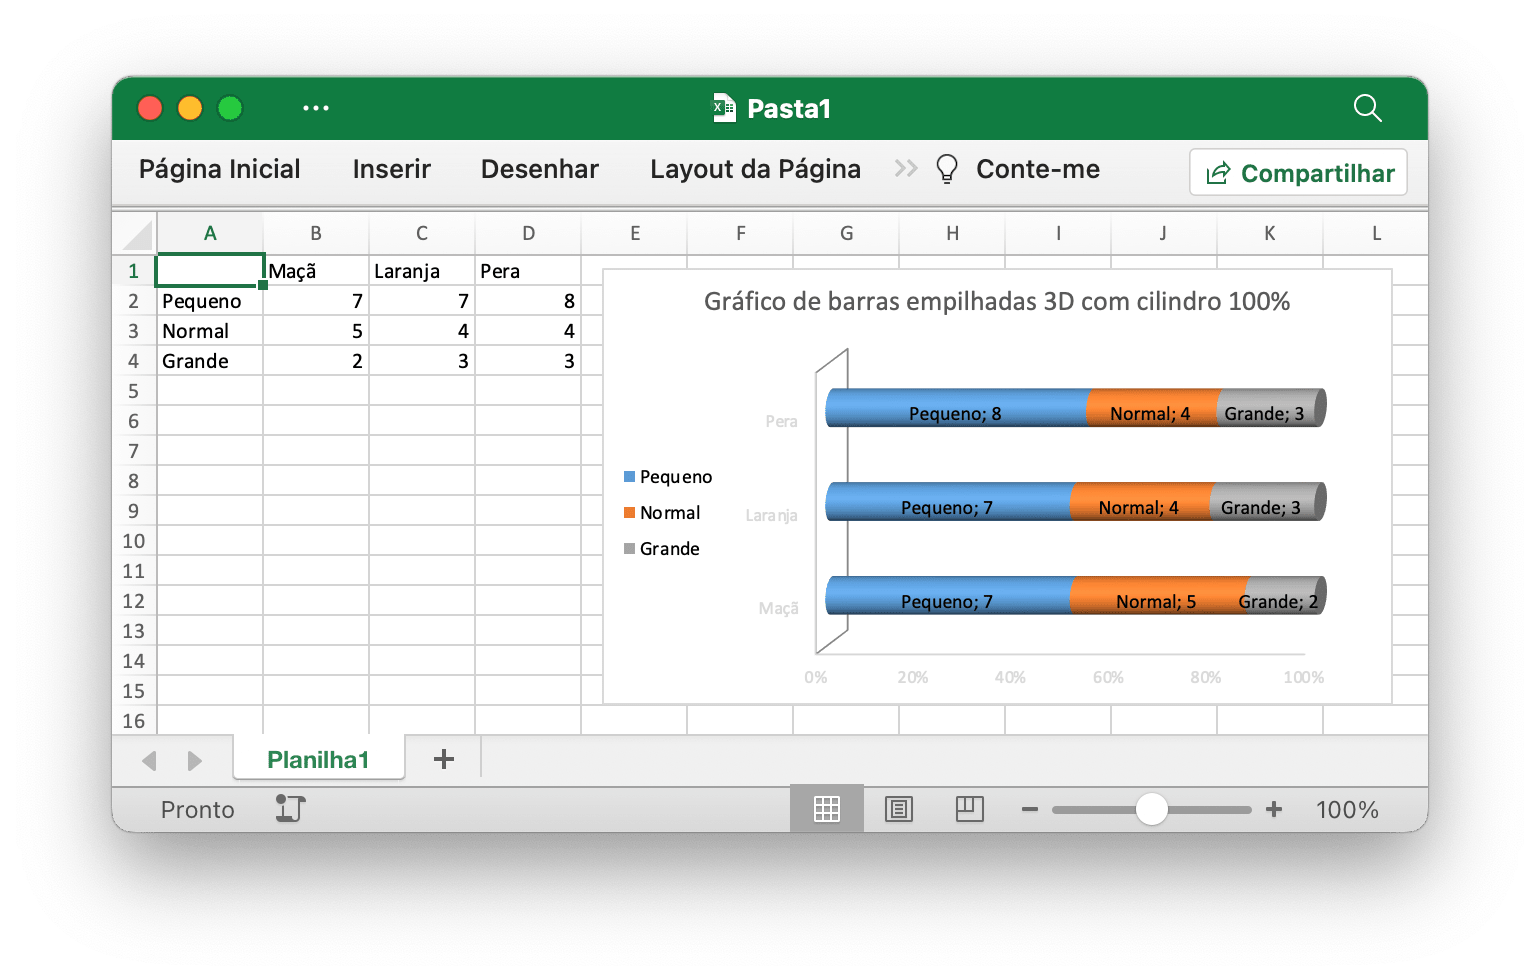 Pasta1
Página Inicial Inserir Desenhar Layout da Página Conte-me Compartilhar
A B C D E F G H I J K L
1 Maçã Laranja Pera
2 Pequeno 7 7 8
3 Normal 5 4 4
4 Grande 2 3 3
5
6
7
8
9
10
11
12
13
14
15
16
Gráfico de barras empilhadas 3D com cilindro 100%
Pera Pequeno; 8 Normal; 4 Grande; 3
Laranja Pequeno; 7 Normal; 4 Grande; 3
Maçã Pequeno; 7 Normal; 5 Grande; 2
0% 20% 40% 60% 80% 100%
Pequeno
Normal
Grande
Planilha1
Pronto 100%